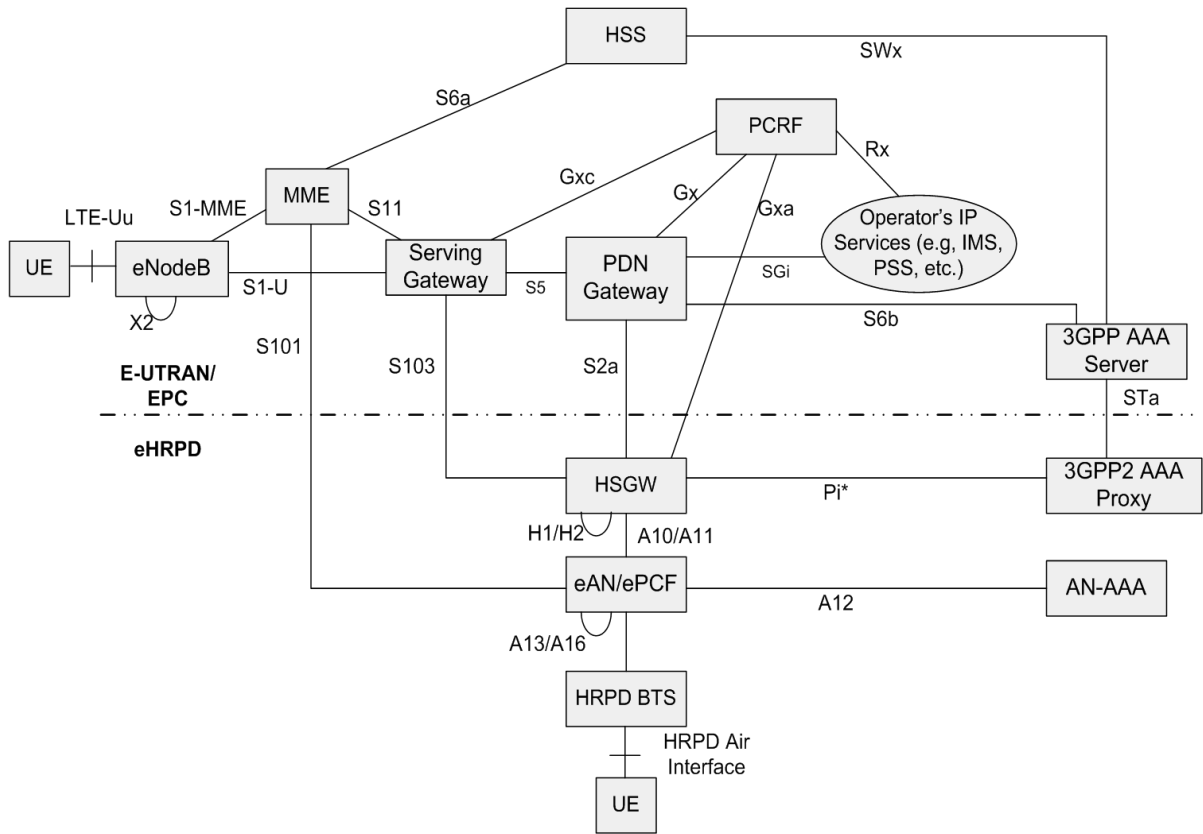 HSS
SWx
S6a
PCRF
Rx
Gxc
Gx
Gxa
MME
S1-MME
S11
LTE-Uu
UE
eNodeB
X2
S1-U
Serving
Gateway
S5
PDN
Gateway
SGi
Operator's IP
Services (e.g, IMS,
PSS, etc.)
S6b
3GPP AAA
Server
S101
S103
S2a
STa
E-UTRAN/
EPC
eHRPD
HSGW
Pi*
3GPP2 AAA
Proxy
H1/H2
A10/A11
eAN/ePCF
A12
AN-AAA
A13/A16
HRPD BTS
HRPD Air
Interface
UE